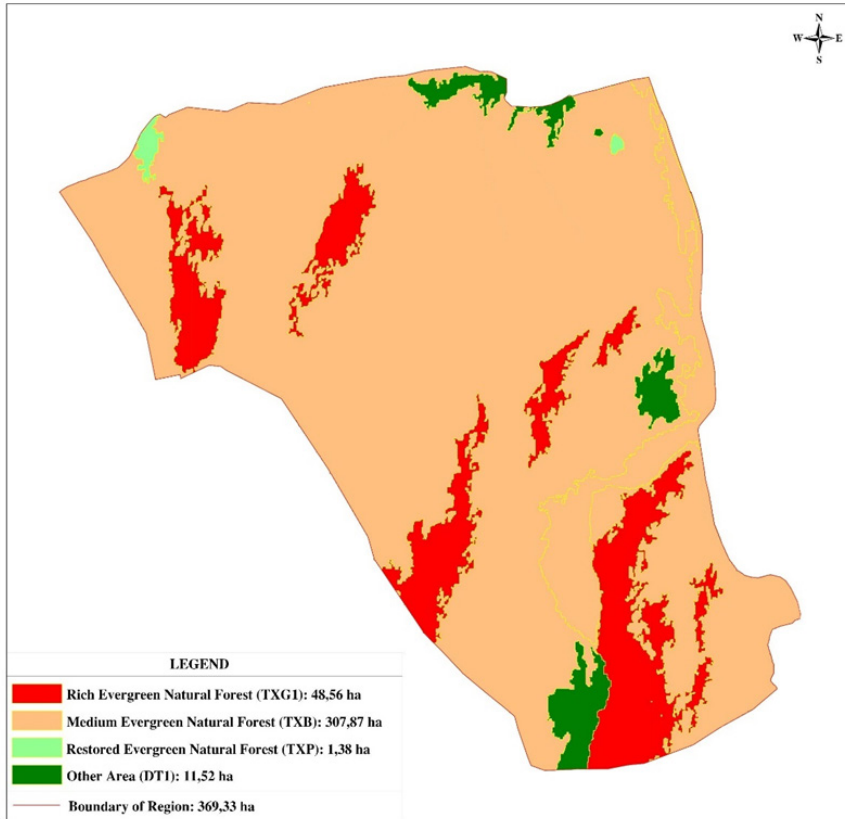 N
W E
S
LEGEND
Rich Evergreen Natural Forest (TXG1): 48,56 ha
Medium Evergreen Natural Forest (TXB): 307,87 ha
Restored Evergreen Natural Forest (TXP): 1,38 ha
Other Area (DT1): 11,52 ha
Boundary of Region: 369,33 ha